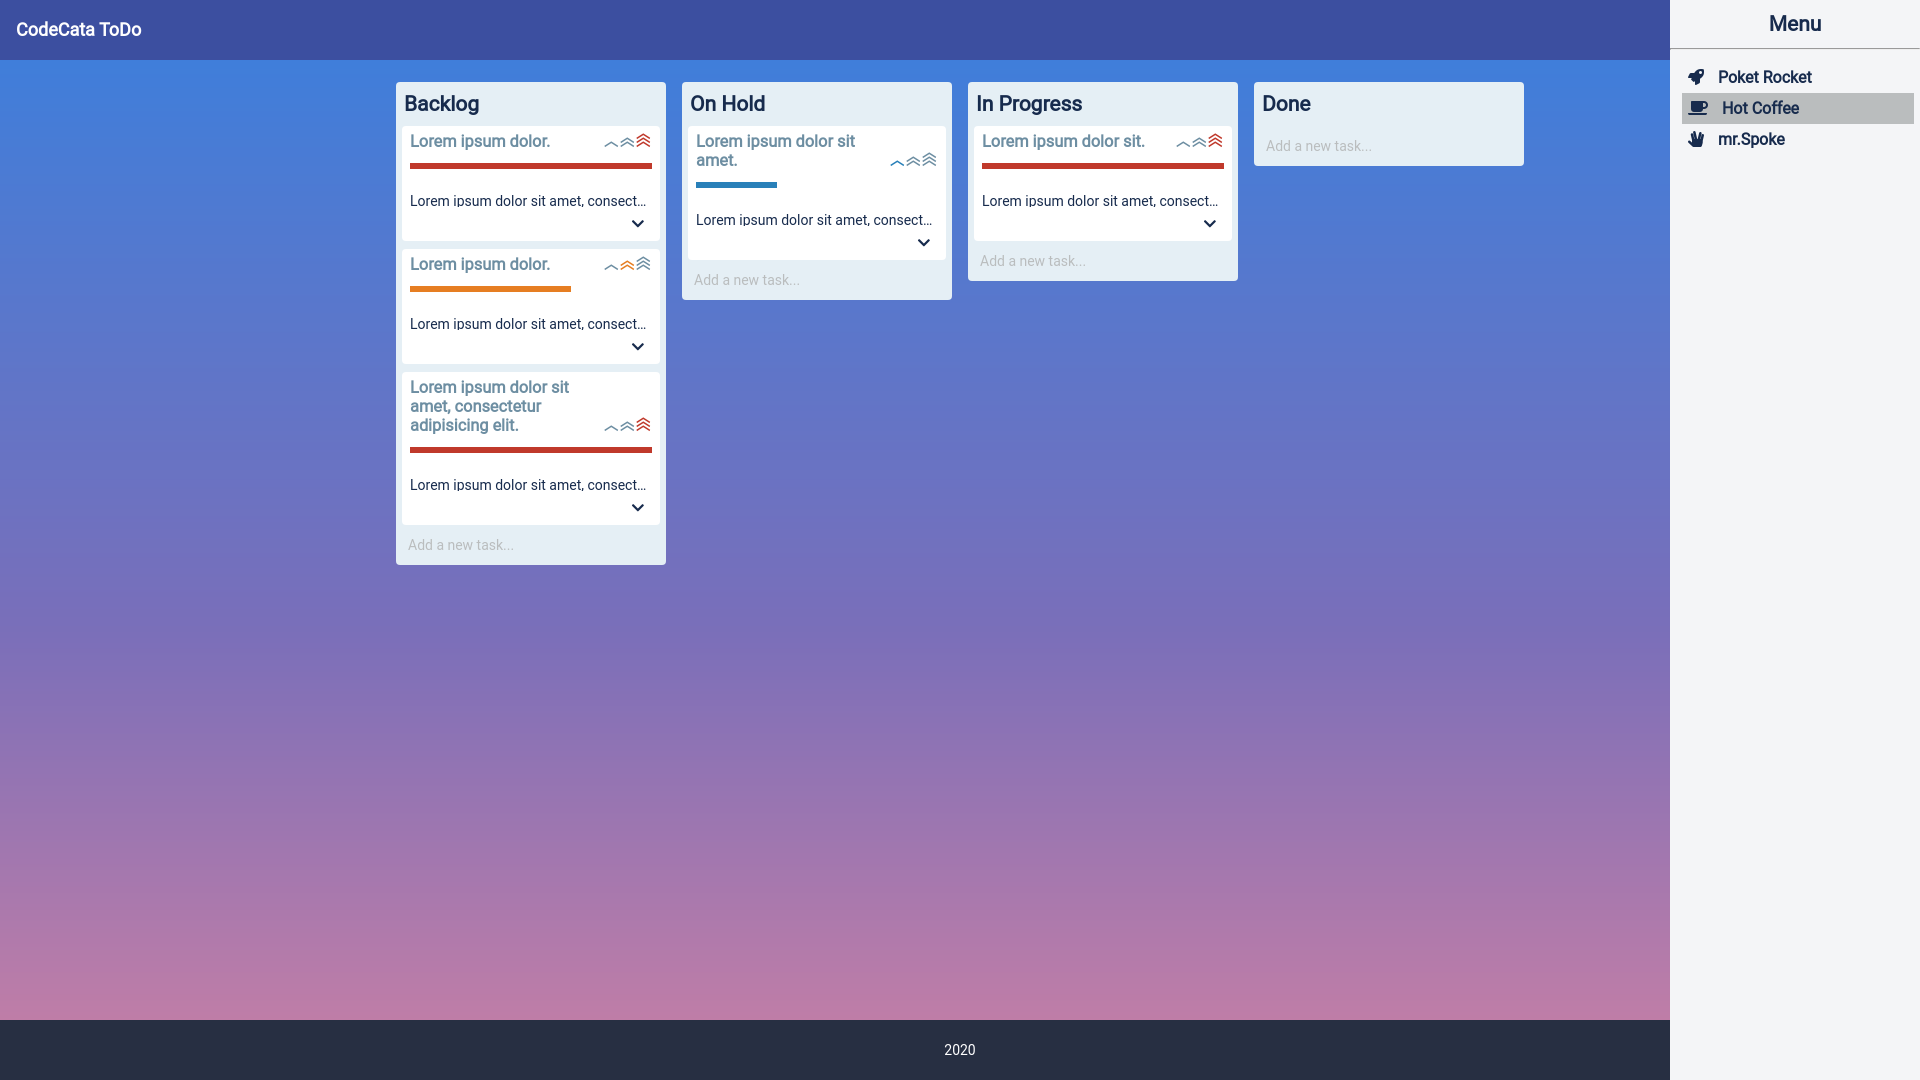 CodeCata ToDo
Menu
Poket Rocket
Hot Coffee
mr.Spoke
Backlog
Lorem ipsum dolor.
Lorem ipsum dolor sit amet, consect...
Lorem ipsum dolor.
Lorem ipsum dolor sit amet, consect...
Lorem ipsum dolor sit
amet, consectetur
adipisicing elit.
Lorem ipsum dolor sit amet, consect...
Add a new task...
On Hold
Lorem ipsum dolor sit
amet.
Lorem ipsum dolor sit amet, consect...
Add a new task...
In Progress
Lorem ipsum dolor sit.
Lorem ipsum dolor sit amet, consect...
Add a new task...
Done
Add a new task...
2020